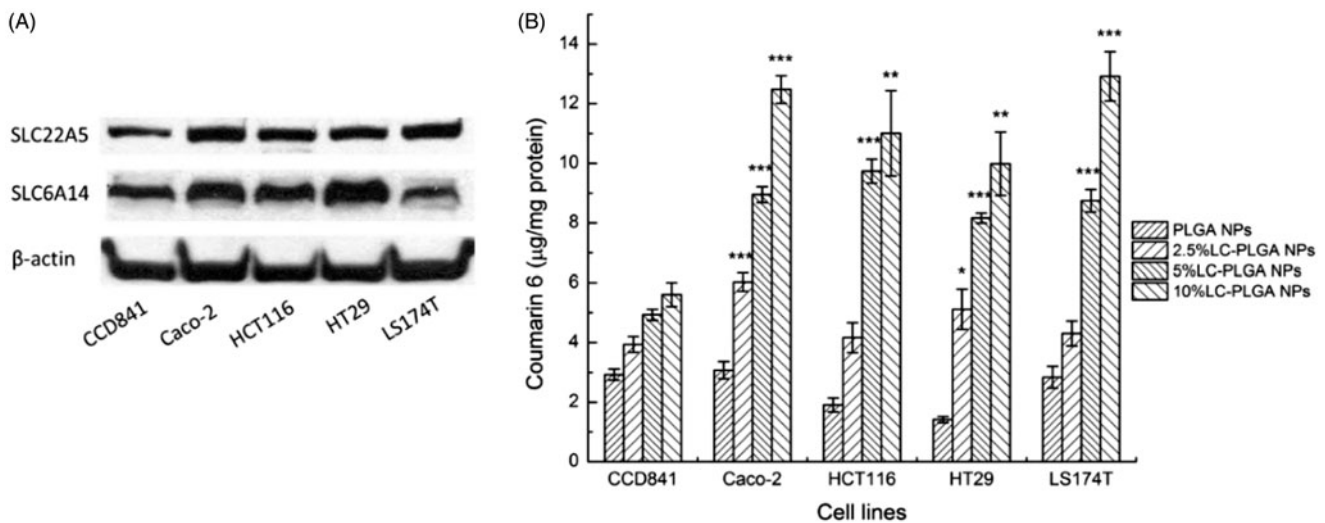 (A)
SLC22A5
SLC6A14
β-actin
CCD841
Caco-2
HCT116
HT29
LS174T
(B)
Coumarin 6 (μg/mg protein)
14
12
10
8
6
4
2
0
***
***
***
***
**
*
***
**
***
***
PLGA NPs
2.5%LC-PLGA NPs
5%LC-PLGA NPs
10%LC-PLGA NPs
CCD841
Caco-2
HCT116
HT29
LS174T
Cell lines